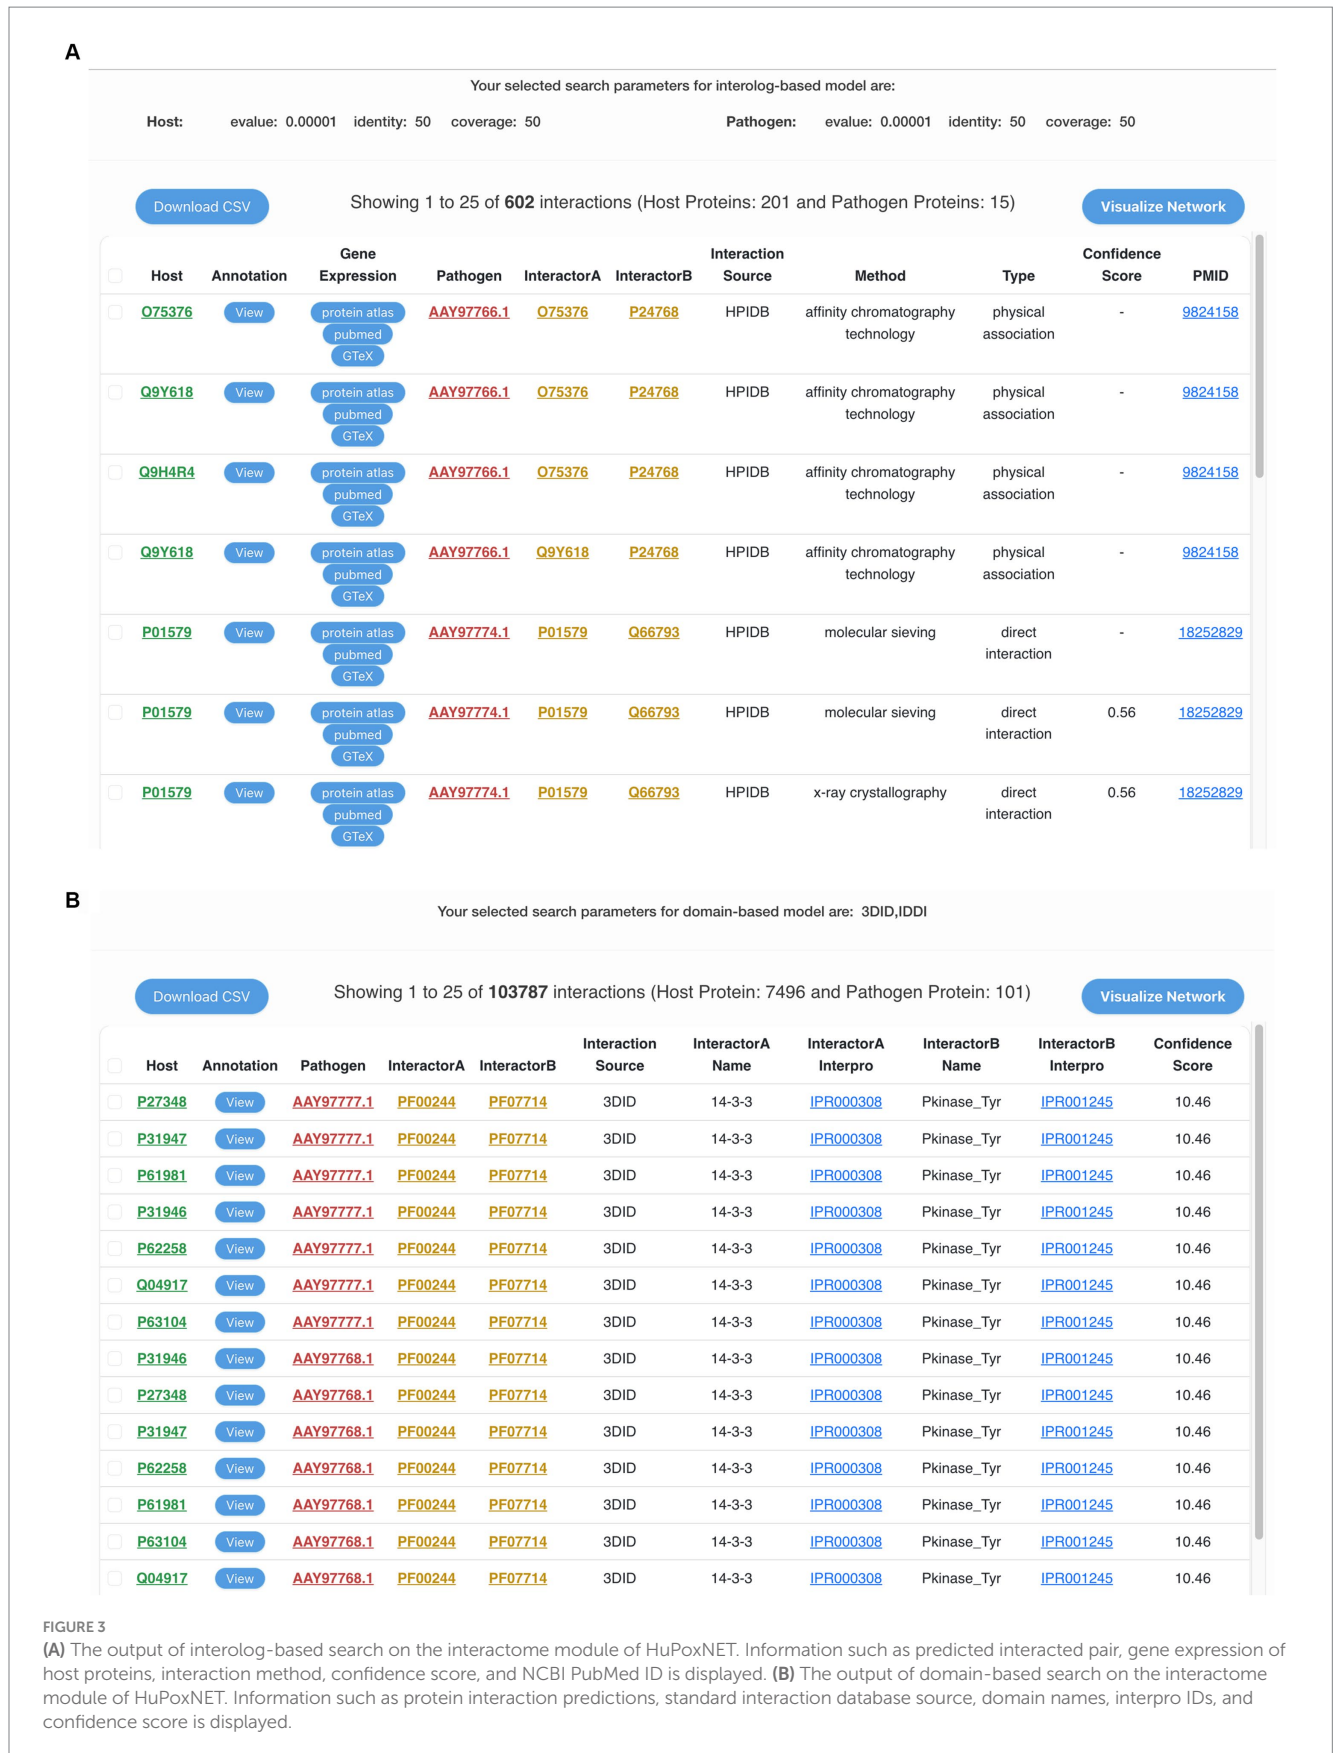 A
Your selected search parameters for interolog-based model are:
Host: evalue: 0.00001 identity: 50 coverage: 50 Pathogen: evalue: 0.00001 identity: 50 coverage: 50
Download CSV Showing 1 to 25 of 602 interactions (Host Proteins: 201 and Pathogen Proteins: 15) Visualize Network
Gene Interaction Confidence
Host Annotation Expression Pathogen InteractorA InteractorB Source Method Type Score PMID
O75376 View protein atlas AAY97766.1 O75376 P24768 HPIDB affinity chromatography physical - 9824158
pubmed technology association
GTeX
Q9Y618 View protein atlas AAY97766.1 O75376 P24768 HPIDB affinity chromatography physical - 9824158
pubmed technology association
GTeX
Q9H4R4 View protein atlas AAY97766.1 O75376 P24768 HPIDB affinity chromatography physical - 9824158
pubmed technology association
GTeX
Q9Y618 View protein atlas AAY97766.1 Q9Y618 P24768 HPIDB affinity chromatography physical - 9824158
pubmed technology association
GTeX
P01579 View protein atlas AAY97774.1 P01579 Q66793 HPIDB molecular sieving direct - 18252829
pubmed interaction
GTeX
P01579 View protein atlas AAY97774.1 P01579 Q66793 HPIDB molecular sieving direct 0.56 18252829
pubmed interaction
GTeX
P01579 View protein atlas AAY97774.1 P01579 Q66793 HPIDB x-ray crystallography direct 0.56 18252829
pubmed interaction
GTeX
B
Your selected search parameters for domain-based model are: 3DID,IDDI
Download CSV Showing 1 to 25 of 103787 interactions (Host Protein: 7496 and Pathogen Protein: 101) Visualize Network
Interaction InteractorA InteractorA InteractorB InteractorB Confidence
Host Annotation Pathogen InteractorA InteractorB Source Name Interpro Name Interpro Score
P27348 View AAY97777.1 PF00244 PF07714 3DID 14-3-3 IPR000308 Pkinase_Tyr IPR001245 10.46
P31947 View AAY97777.1 PF00244 PF07714 3DID 14-3-3 IPR000308 Pkinase_Tyr IPR001245 10.46
P61981 View AAY97777.1 PF00244 PF07714 3DID 14-3-3 IPR000308 Pkinase_Tyr IPR001245 10.46
P31946 View AAY97777.1 PF00244 PF07714 3DID 14-3-3 IPR000308 Pkinase_Tyr IPR001245 10.46
P62258 View AAY97777.1 PF00244 PF07714 3DID 14-3-3 IPR000308 Pkinase_Tyr IPR001245 10.46
Q04917 View AAY97777.1 PF00244 PF07714 3DID 14-3-3 IPR000308 Pkinase_Tyr IPR001245 10.46
P63104 View AAY97777.1 PF00244 PF07714 3DID 14-3-3 IPR000308 Pkinase_Tyr IPR001245 10.46
P31946 View AAY97768.1 PF00244 PF07714 3DID 14-3-3 IPR000308 Pkinase_Tyr IPR001245 10.46
P27348 View AAY97768.1 PF00244 PF07714 3DID 14-3-3 IPR000308 Pkinase_Tyr IPR001245 10.46
P31947 View AAY97768.1 PF00244 PF07714 3DID 14-3-3 IPR000308 Pkinase_Tyr IPR001245 10.46
P62258 View AAY97768.1 PF00244 PF07714 3DID 14-3-3 IPR000308 Pkinase_Tyr IPR001245 10.46
P61981 View AAY97768.1 PF00244 PF07714 3DID 14-3-3 IPR000308 Pkinase_Tyr IPR001245 10.46
P63104 View AAY97768.1 PF00244 PF07714 3DID 14-3-3 IPR000308 Pkinase_Tyr IPR001245 10.46
Q04917 View AAY97768.1 PF00244 PF07714 3DID 14-3-3 IPR000308 Pkinase_Tyr IPR001245 10.46
FIGURE 3
(A) The output of interolog-based search on the interactome module of HuPoxNET. Information such as predicted interacted pair, gene expression of
host proteins, interaction method, confidence score, and NCBI PubMed ID is displayed. (B) The output of domain-based search on the interactome
module of HuPoxNET. Information such as protein interaction predictions, standard interaction database source, domain names, interpro IDs, and
confidence score is displayed.